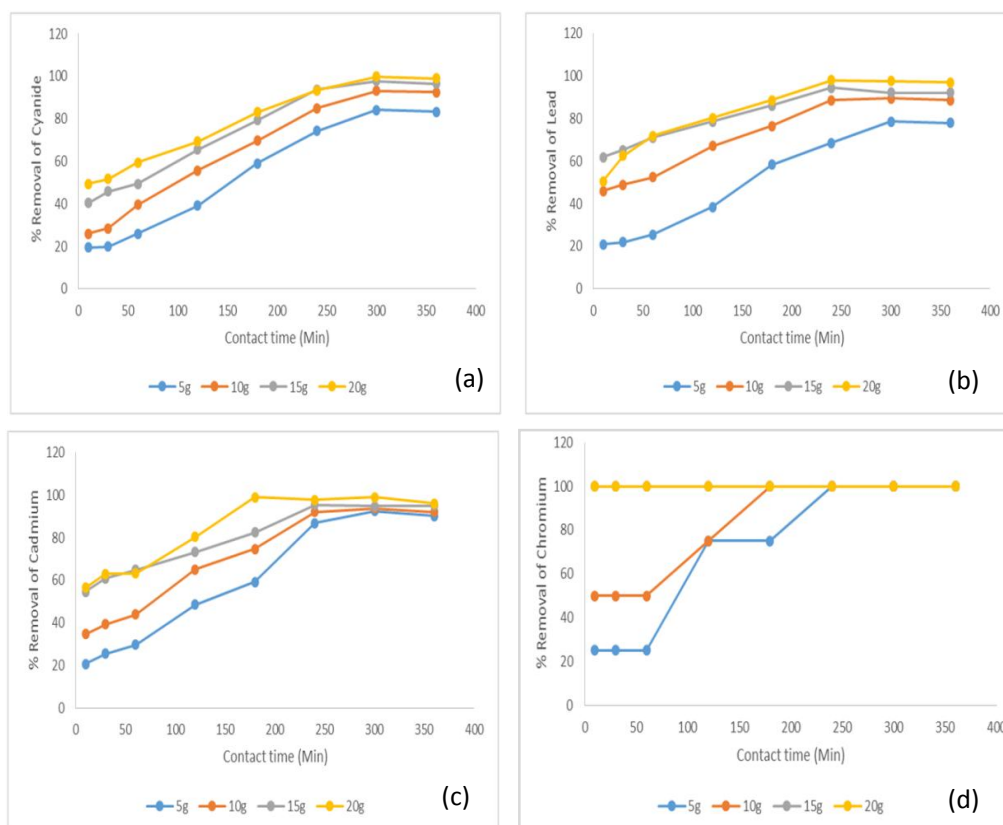 120
100
80
60
40
20
0
% Removal of Cyanide
0 50 100 150 200 250 300 350 400
Contact time (Min)
5g 10g 15g 20g
(a)
120
100
80
60
40
20
0
% Removal of Lead
0 50 100 150 200 250 300 350 400
Contact time (Min)
5g 10g 15g 20g
(b)
120
100
80
60
40
20
0
% Removal of Cadmium
0 50 100 150 200 250 300 350 400
Contact time (Min)
5g 10g 15g 20g
(c)
120
100
80
60
40
20
0
% Removal of Chromium
0 50 100 150 200 250 300 350 400
Contact time (Min)
5g 10g 15g 20g
(d)